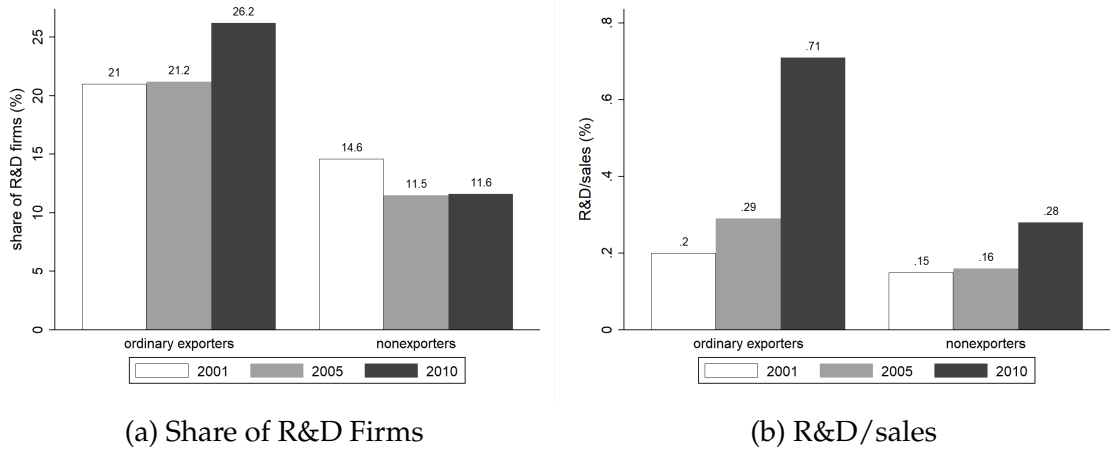 share of R&D firms (%)
0
5
10
15
20
25
21
21.2
26.2
14.6
11.5
11.6
ordinary exporters
nonexporters
2001 2005 2010
(a) Share of R&D Firms
R&D/sales (%)
0
.2
.4
.6
.8
.2
.29
.71
.15
.16
.28
ordinary exporters
nonexporters
2001 2005 2010
(b) R&D/sales